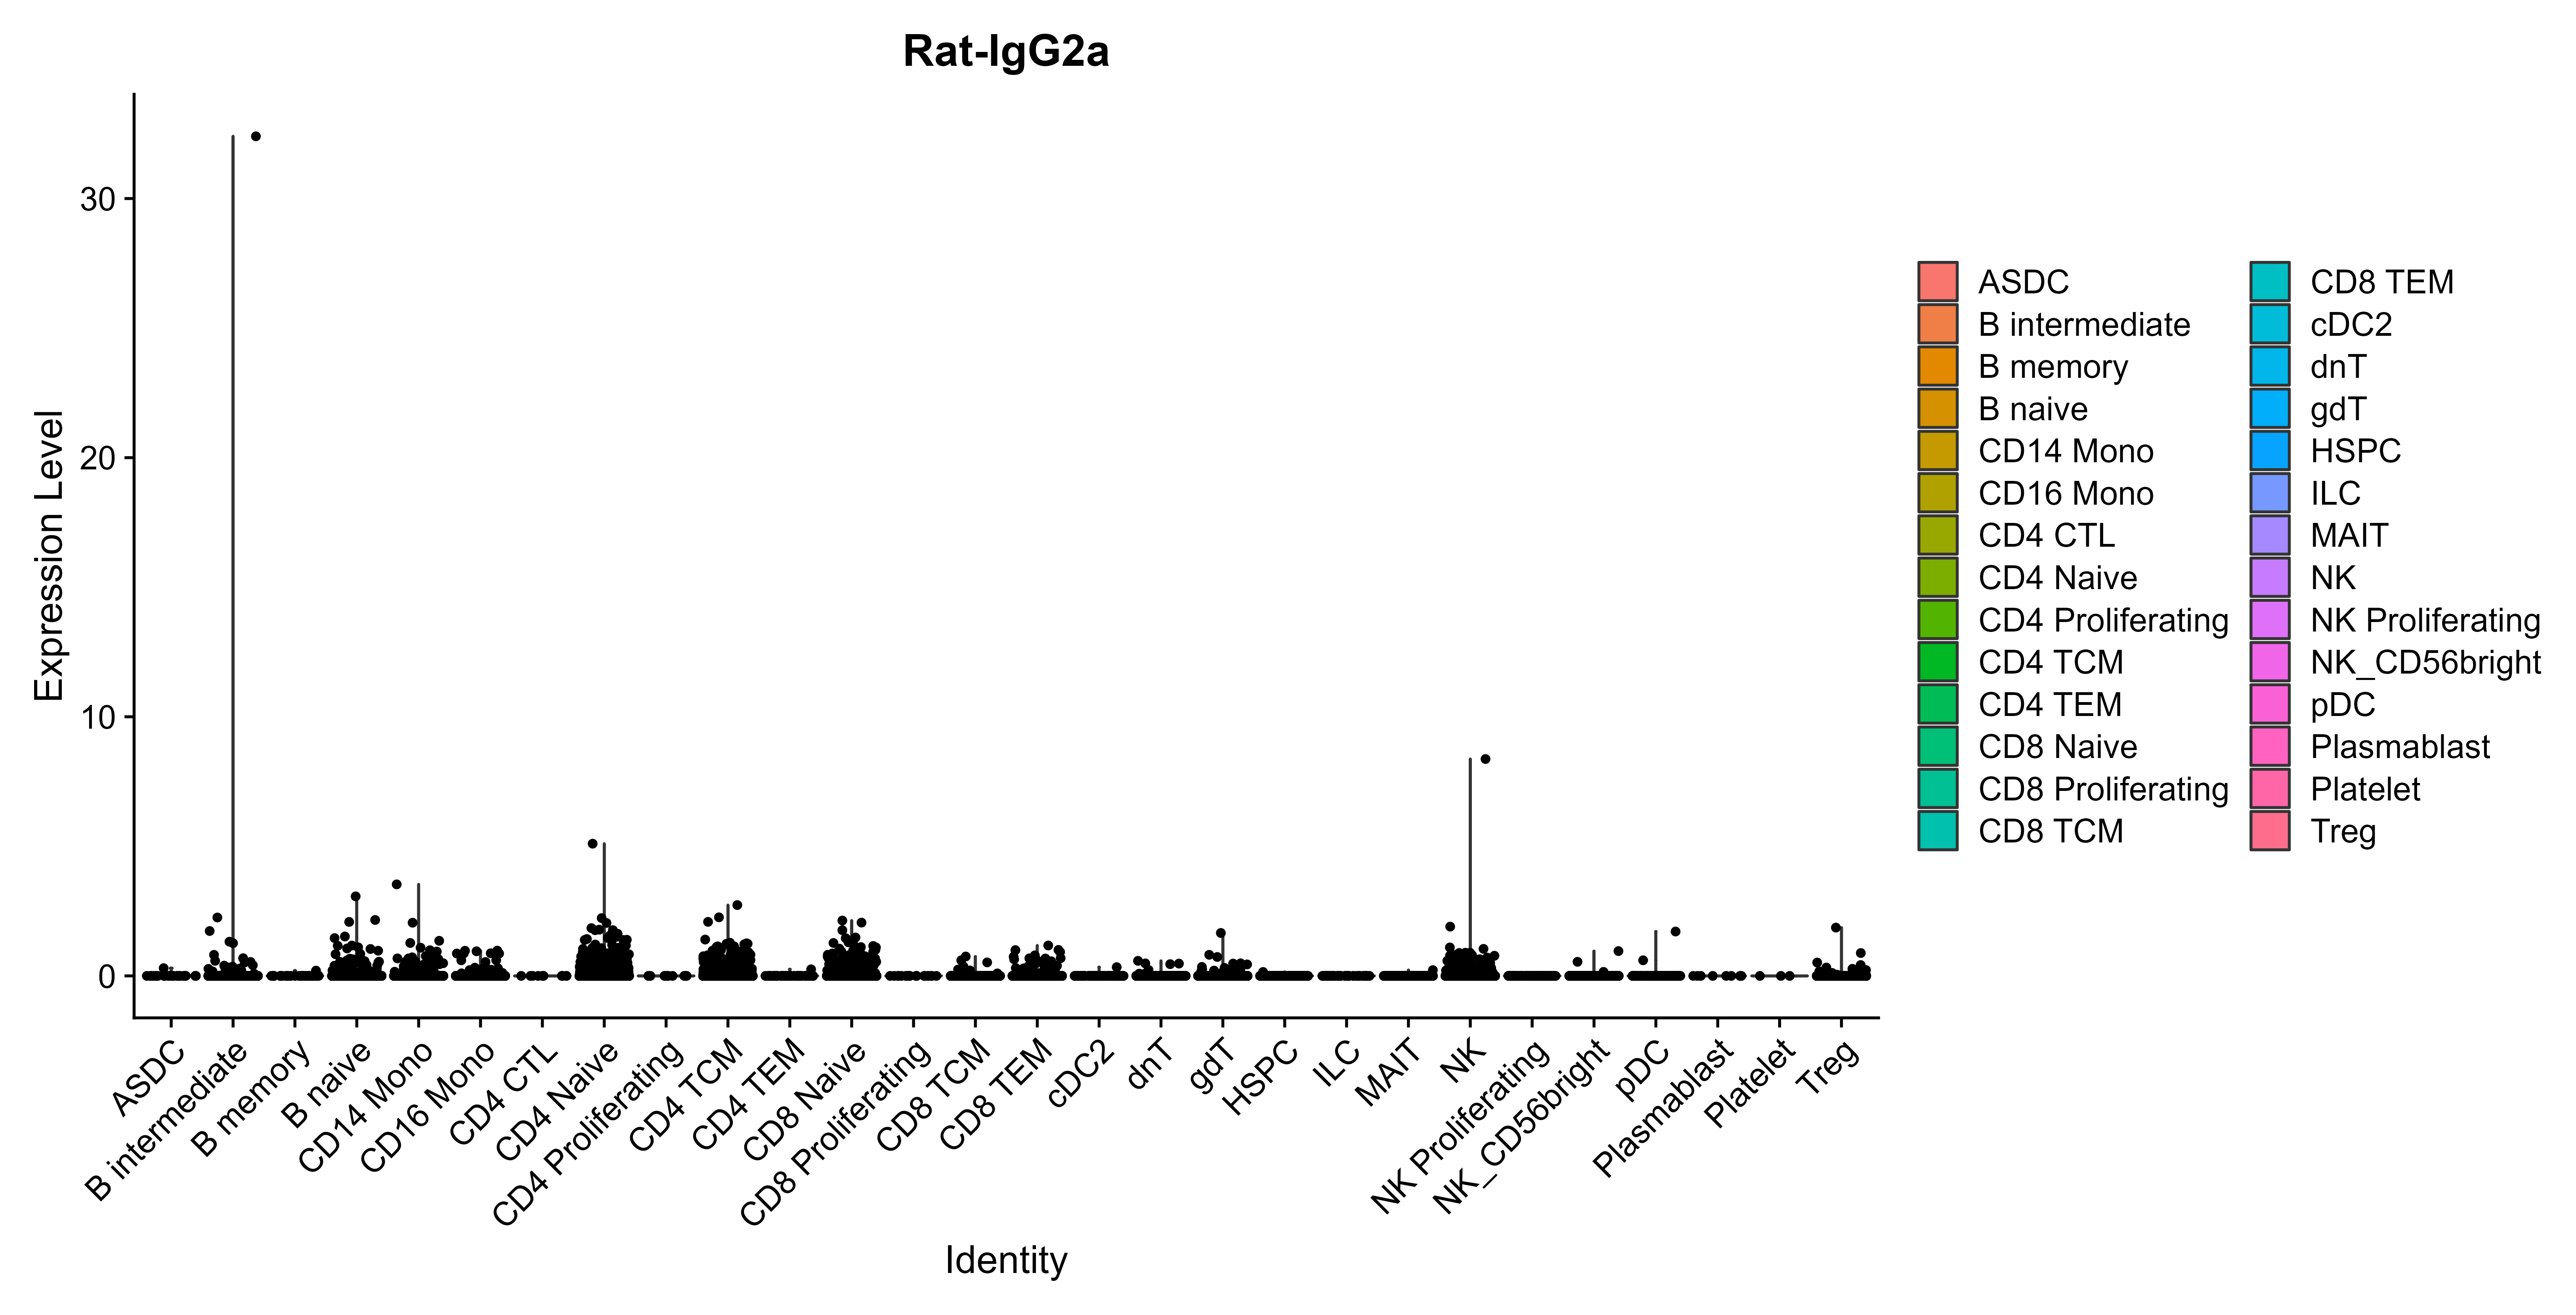 Rat-IgG2a
Expression Level
30
20
10
0
ASDC
B intermediate
B memory
B naive
CD14 Mono
CD16 Mono
CD4 CTL
CD4 Naive
CD4 Proliferating
CD4 TCM
CD4 TEM
CD8 Naive
CD8 Proliferating
CD8 TCM
CD8 TEM
cDC2
dnT
gdT
HSPC
ILC
MAIT
NK
NK Proliferating
NK_CD56bright
pDC
Plasmablast
Platelet
Treg
Identity
ASDC
B intermediate
B memory
B naive
CD14 Mono
CD16 Mono
CD4 CTL
CD4 Naive
CD4 Proliferating
CD4 TCM
CD4 TEM
CD8 Naive
CD8 Proliferating
CD8 TCM
CD8 TEM
cDC2
dnT
gdT
HSPC
ILC
MAIT
NK
NK Proliferating
NK_CD56bright
pDC
Plasmablast
Platelet
Treg